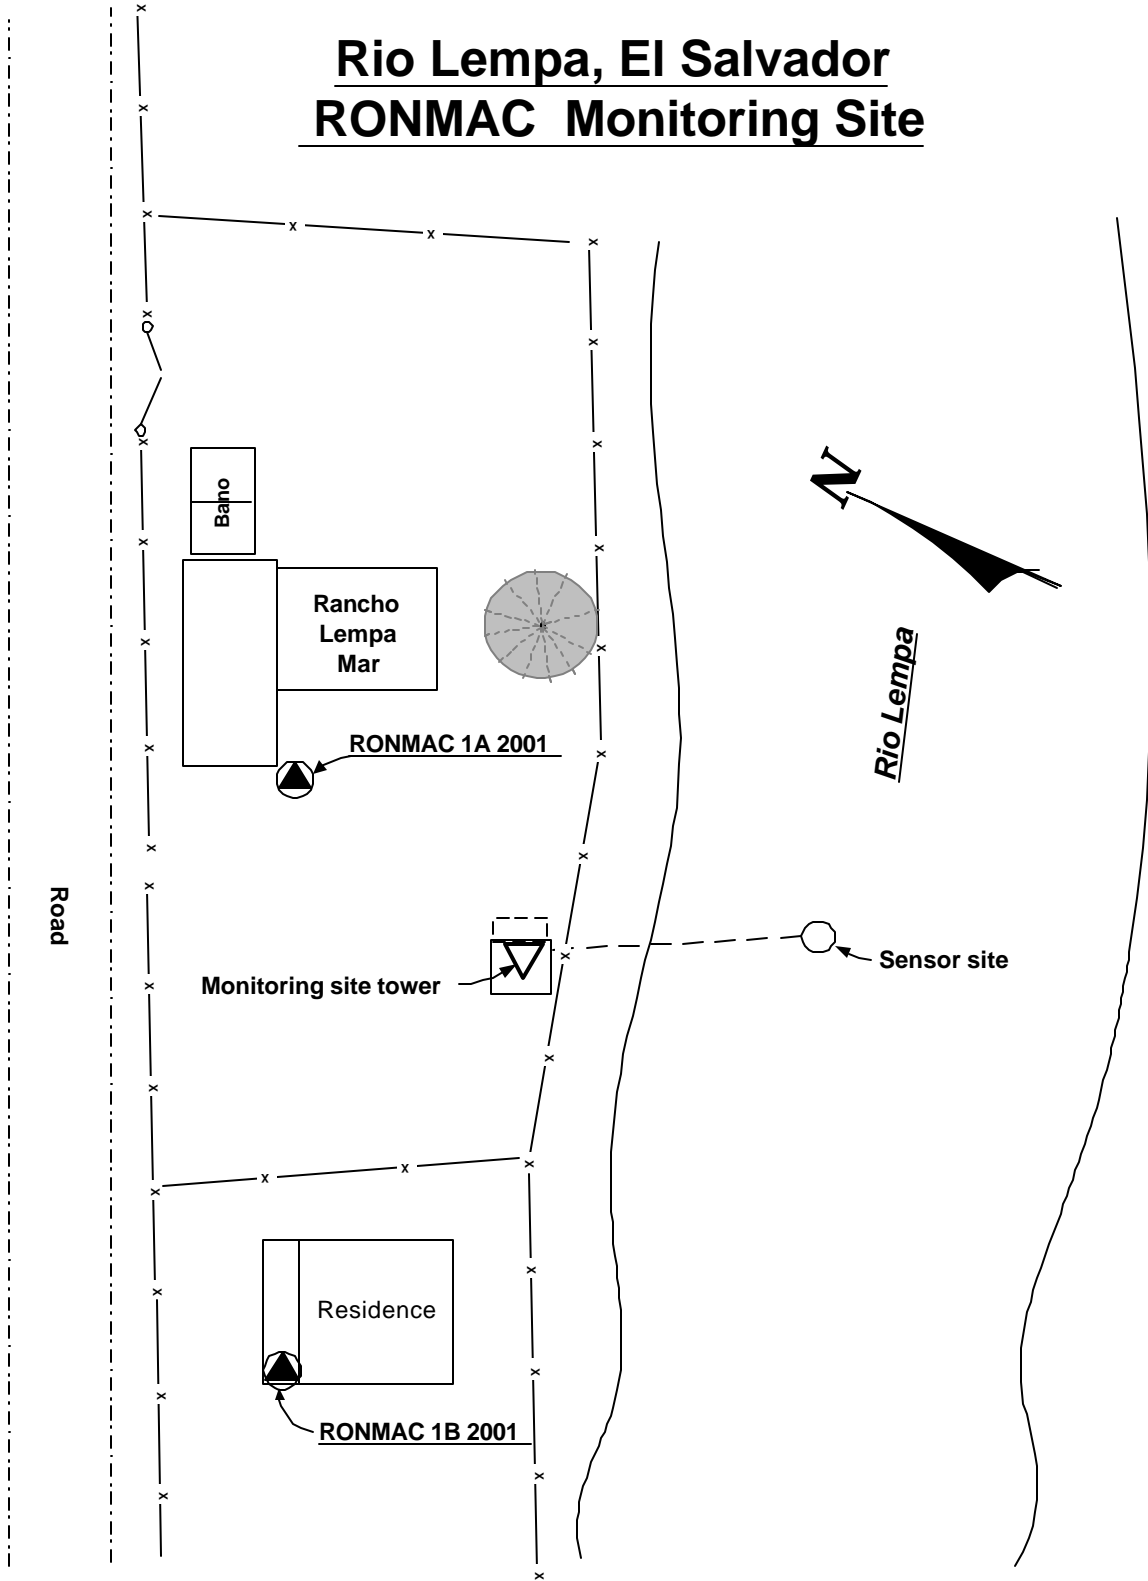 Rio Lempa, El Salvador
RONMAC Monitoring Site
N
Bano
Rancho
Lempa
Mar
Rio Lempa
RONMAC 1A 2001
Road
Sensor site
Monitoring site tower
Residence
RONMAC 1B 2001